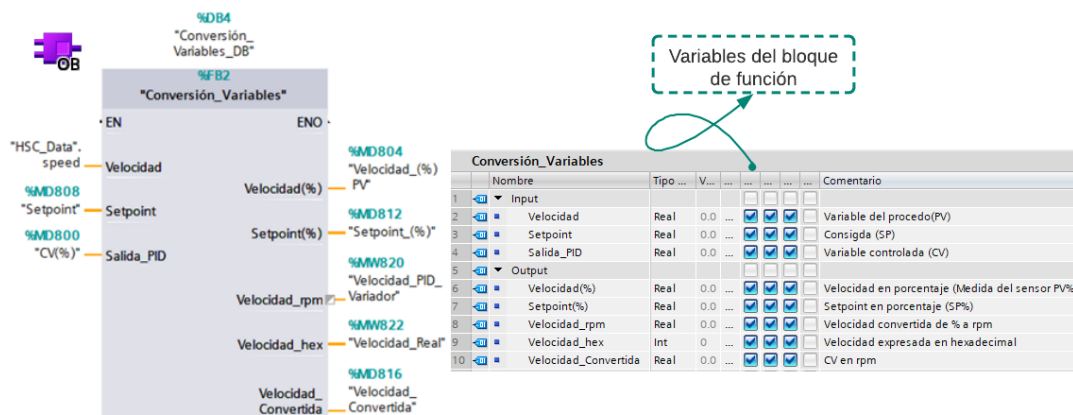 %DB4
"Conversión_
Variables_DB"
OB
%FB2
"Conversión_Variables"
EN ENO
"HSC_Data".
speed
Velocidad
%MD808
"Setpoint"
Setpoint
%MD800
"CV(%)"
Salida_PID
Velocidad(%)
%MD804
"Velocidad_(%)
PV"
Setpoint(%)
%MD812
"Setpoint_(%)"
Velocidad_rpm
%MW820
"Velocidad_PID_
Variador"
Velocidad_hex
%MW822
"Velocidad_Real"
Velocidad_
Convertida
%MD816
"Velocidad_
Convertida"
Variables del bloque
de función
Conversión_Variables
Nombre Tipo ... V... ... ... ... ... ... Comentario
1 Input
2 Velocidad Real 0.0 ... Variable del procedo(PV)
3 Setpoint Real 0.0 ... Consigda (SP)
4 Salida_PID Real 0.0 ... Variable controlada (CV)
5 Output
6 Velocidad(%) Real 0.0 ... Velocidad en porcentaje (Medida del sensor PV%
7 Setpoint(%) Real 0.0 ... Setpoint en porcentaje (SP%)
8 Velocidad_rpm Real 0.0 ... Velocidad convertida de % a rpm
9 Velocidad_hex Int 0 ... Velocidad expresada en hexadecimal
10 Velocidad_Convertida Real 0.0 ... CV en rpm